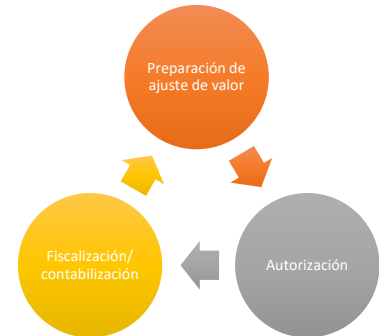 Preparación de
ajuste de valor
Fiscalización/
contabilización
Autorización